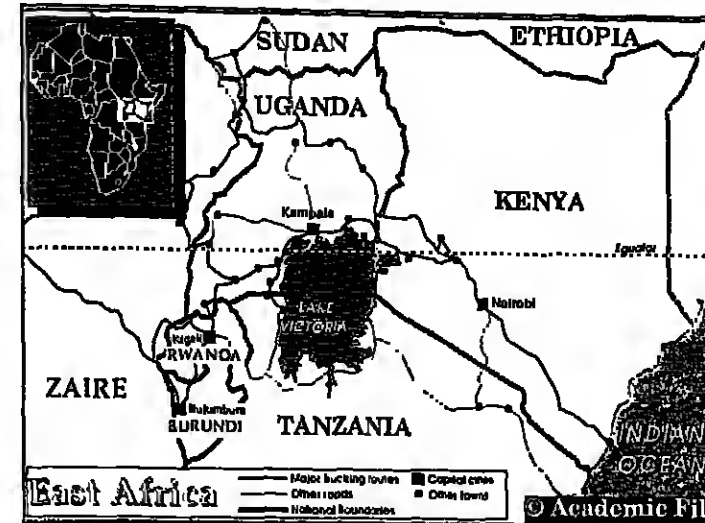 SUDAN
ETHIOPIA
UGANDA
KENYA
Kampala
Equator
Nairobi
LAKE
VICTORIA
Kigali
RWANDA
ZAIRE
Bujumbura
BURUNDI
TANZANIA
INDIAN
OCEAN
East Africa
Major trucking routes
Capital cities
Other roads
Other towns
National Boundaries
© Academic Fil